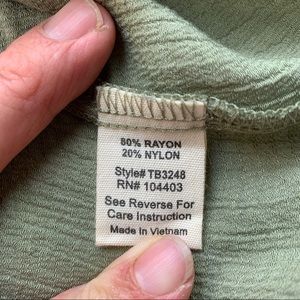 80% RAYON
20% NYLON
Style# TB3248
RN# 104403
See Reverse For
Care Instruction
Made In Vietnam